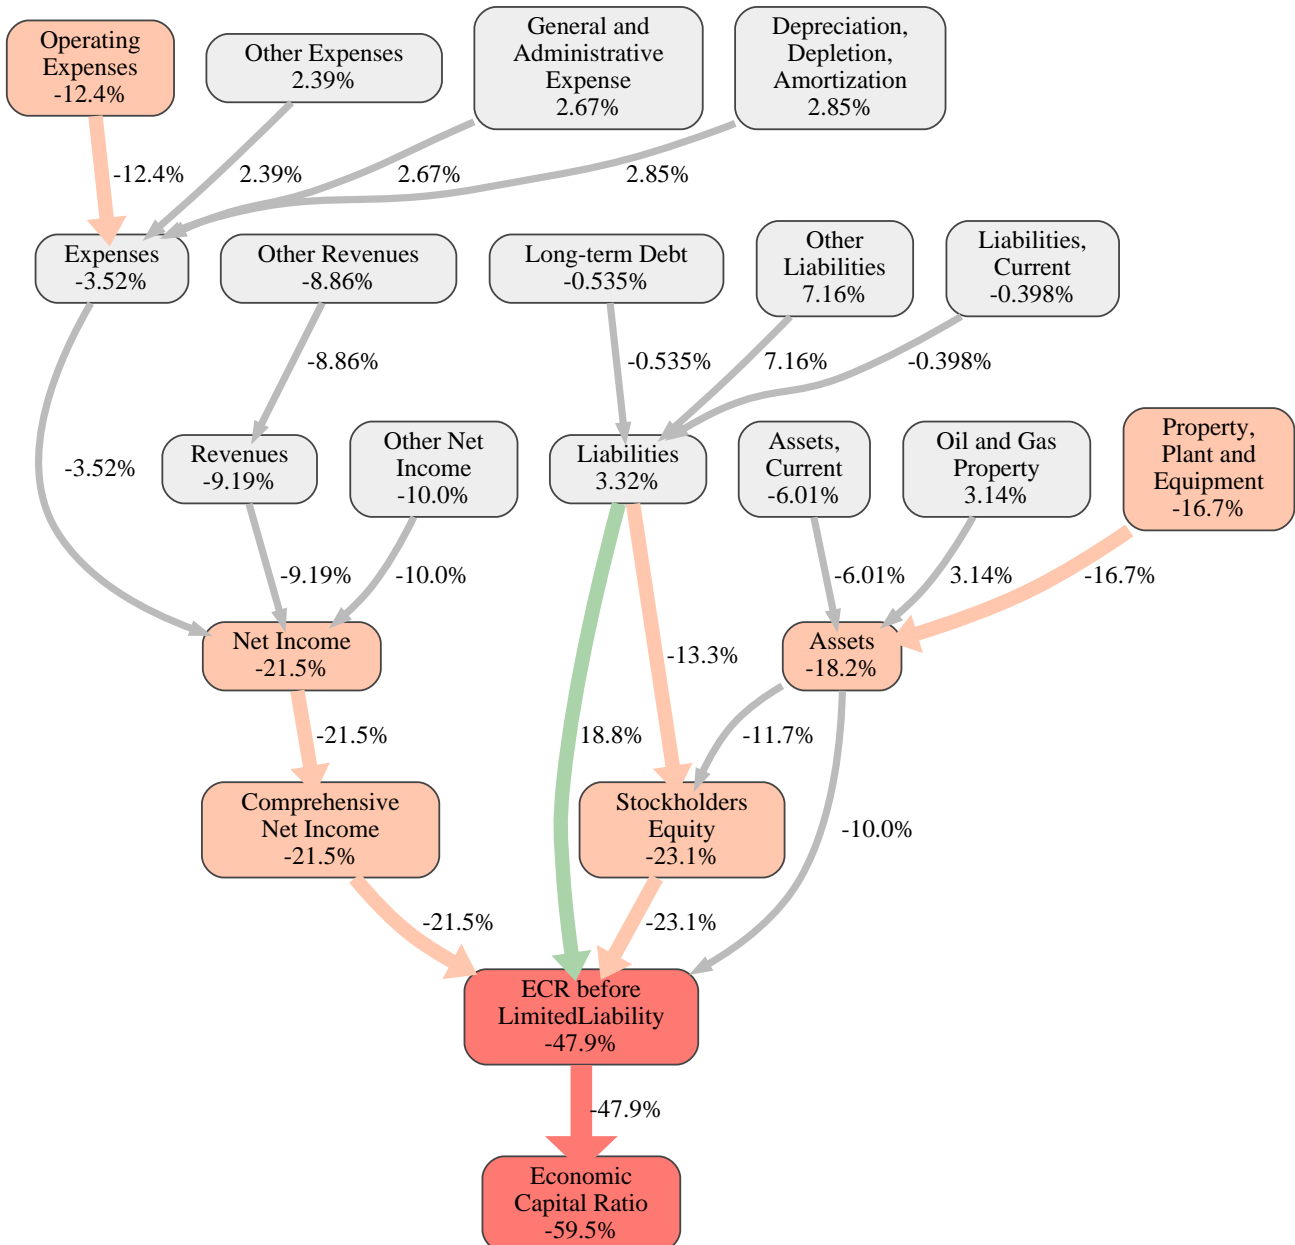 Operating
Expenses
-12.4%
Other Expenses
2.39%
General and
Administrative
Expense
2.67%
Depreciation,
Depletion,
Amortization
2.85%
-12.4%
2.39%
2.67%
2.85%
Expenses
-3.52%
Other Revenues
-8.86%
Long-term Debt
-0.535%
Other
Liabilities
7.16%
Liabilities,
Current
-0.398%
-8.86%
-0.535%
7.16%
-0.398%
-3.52%
Revenues
-9.19%
Other Net
Income
-10.0%
Liabilities
3.32%
Assets,
Current
-6.01%
Oil and Gas
Property
3.14%
Property,
Plant and
Equipment
-16.7%
-9.19%
-10.0%
-6.01%
3.14%
-16.7%
Net Income
-21.5%
-13.3%
Assets
-18.2%
-21.5%
18.8%
-11.7%
Comprehensive
Net Income
-21.5%
Stockholders
Equity
-23.1%
-10.0%
-21.5%
-23.1%
ECR before
LimitedLiability
-47.9%
-47.9%
Economic
Capital Ratio
-59.5%